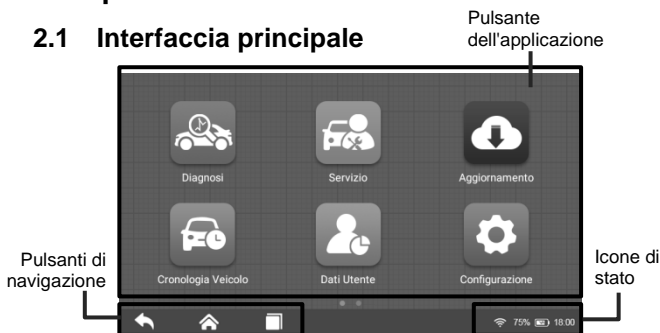 2.1 Interfaccia principale
Pulsante
dell'applicazione
Diagnosi
Servizio
Aggiornamento
Cronologia Veicolo
Dati Utente
Configurazione
Pulsanti di
navigazione
Icone di
stato
75% 18:00